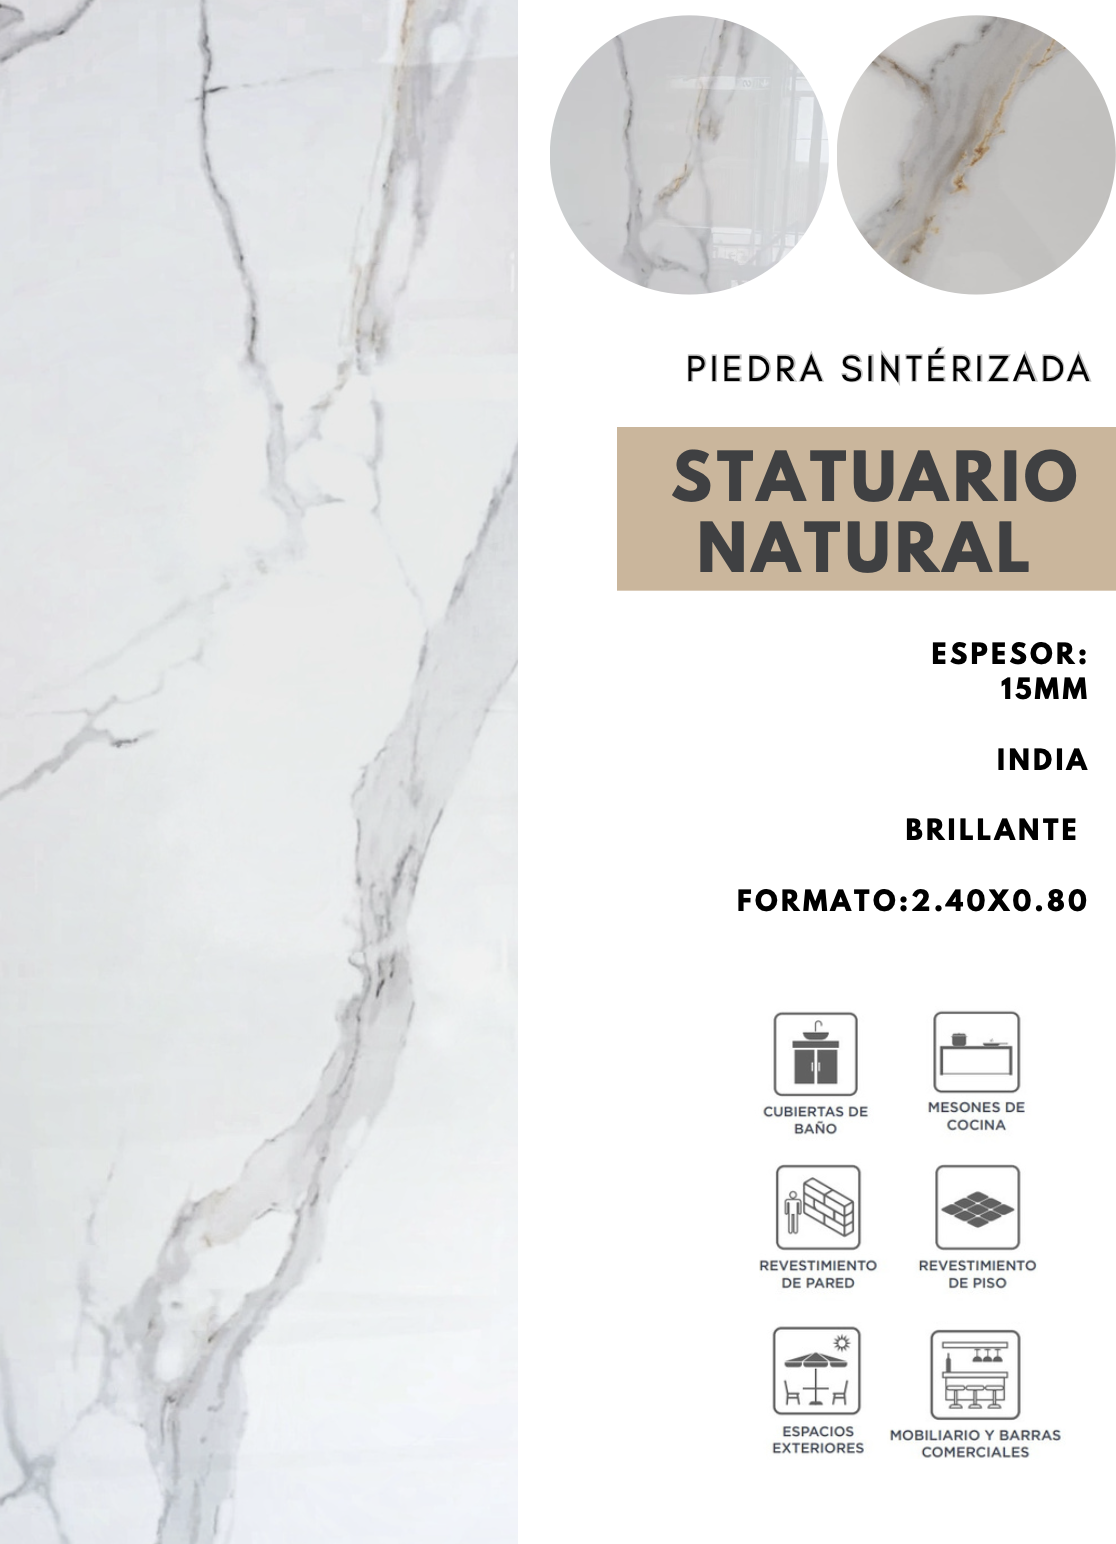 PIEDRA SINTÉRIZADA
STATUARIO
NATURAL
ESPESOR:
15MM
INDIA
BRILLANTE
FORMATO:2.40X0.80
CUBIERTAS DE
BAÑO
MESONES DE
COCINA
REVESTIMIENTO
DE PARED
REVESTIMIENTO
DE PISO
ESPACIOS
EXTERIORES
MOBILIARIO Y BARRAS
COMERCIALES